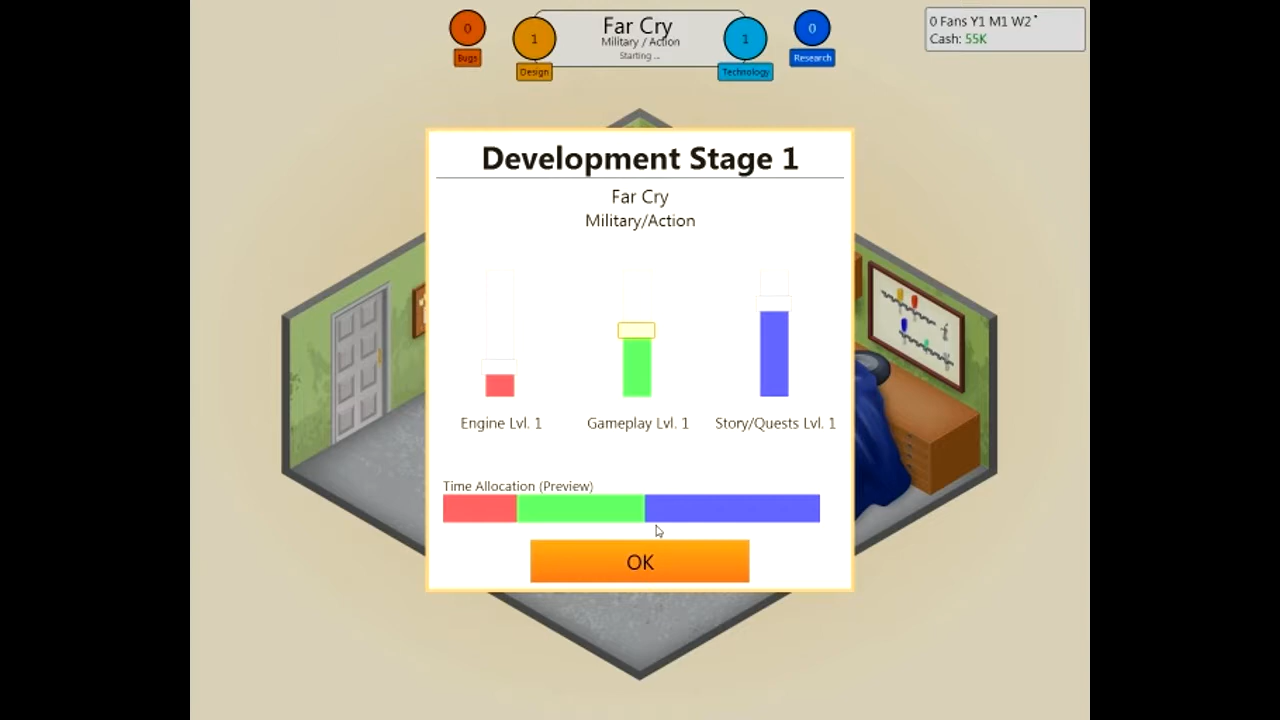 0
Bugs
1
Design
Far Cry
Military / Action
Starting ...
1
Technology
0
Research
0 Fans Y1 M1 W2
Cash: 55K
Development Stage 1
Far Cry
Military/Action
Engine Lvl. 1
Gameplay Lvl. 1
Story/Quests Lvl. 1
Time Allocation (Preview)
OK